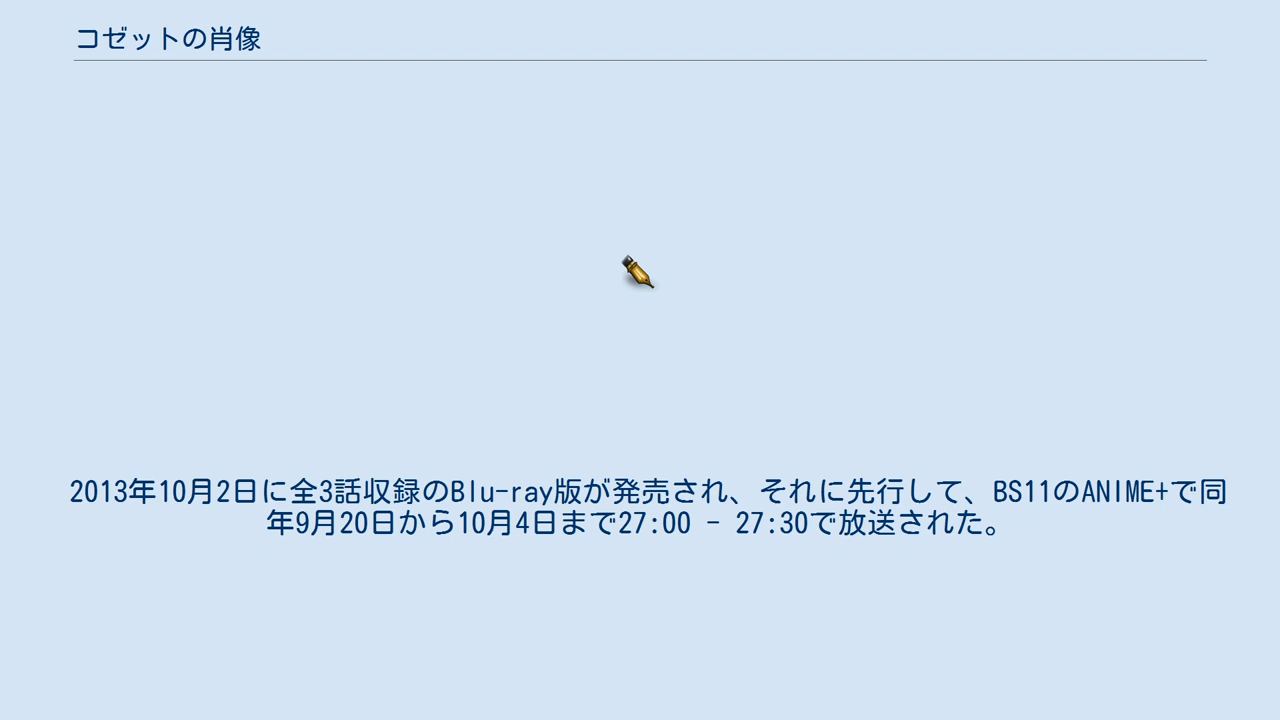 コゼットの肖像
2013年10月2日に全3話収録のBlu-ray版が発売され、それに先行して、BS11のANIME+で同
年9月20日から10月4日まで27:00 - 27:30で放送された。